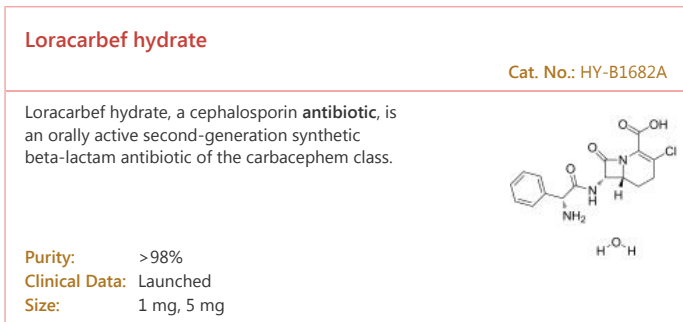 Loracarbef hydrate
Cat. No.: HY-B1682A
Loracarbef hydrate, a cephalosporin antibiotic, is
an orally active second-generation synthetic
beta-lactam antibiotic of the carbacephem class.
O OH
O N Cl
O
N
H
H
NH2
H O H
Purity: >98%
Clinical Data: Launched
Size: 1 mg, 5 mg